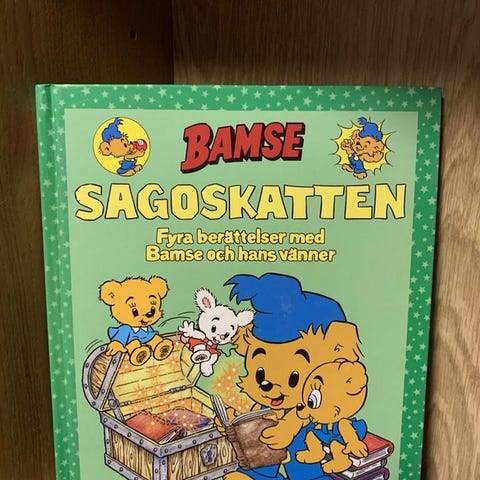 BAMSE
SAGOSKATTEN
Fyra berättelser med
Bamse och hans vänner